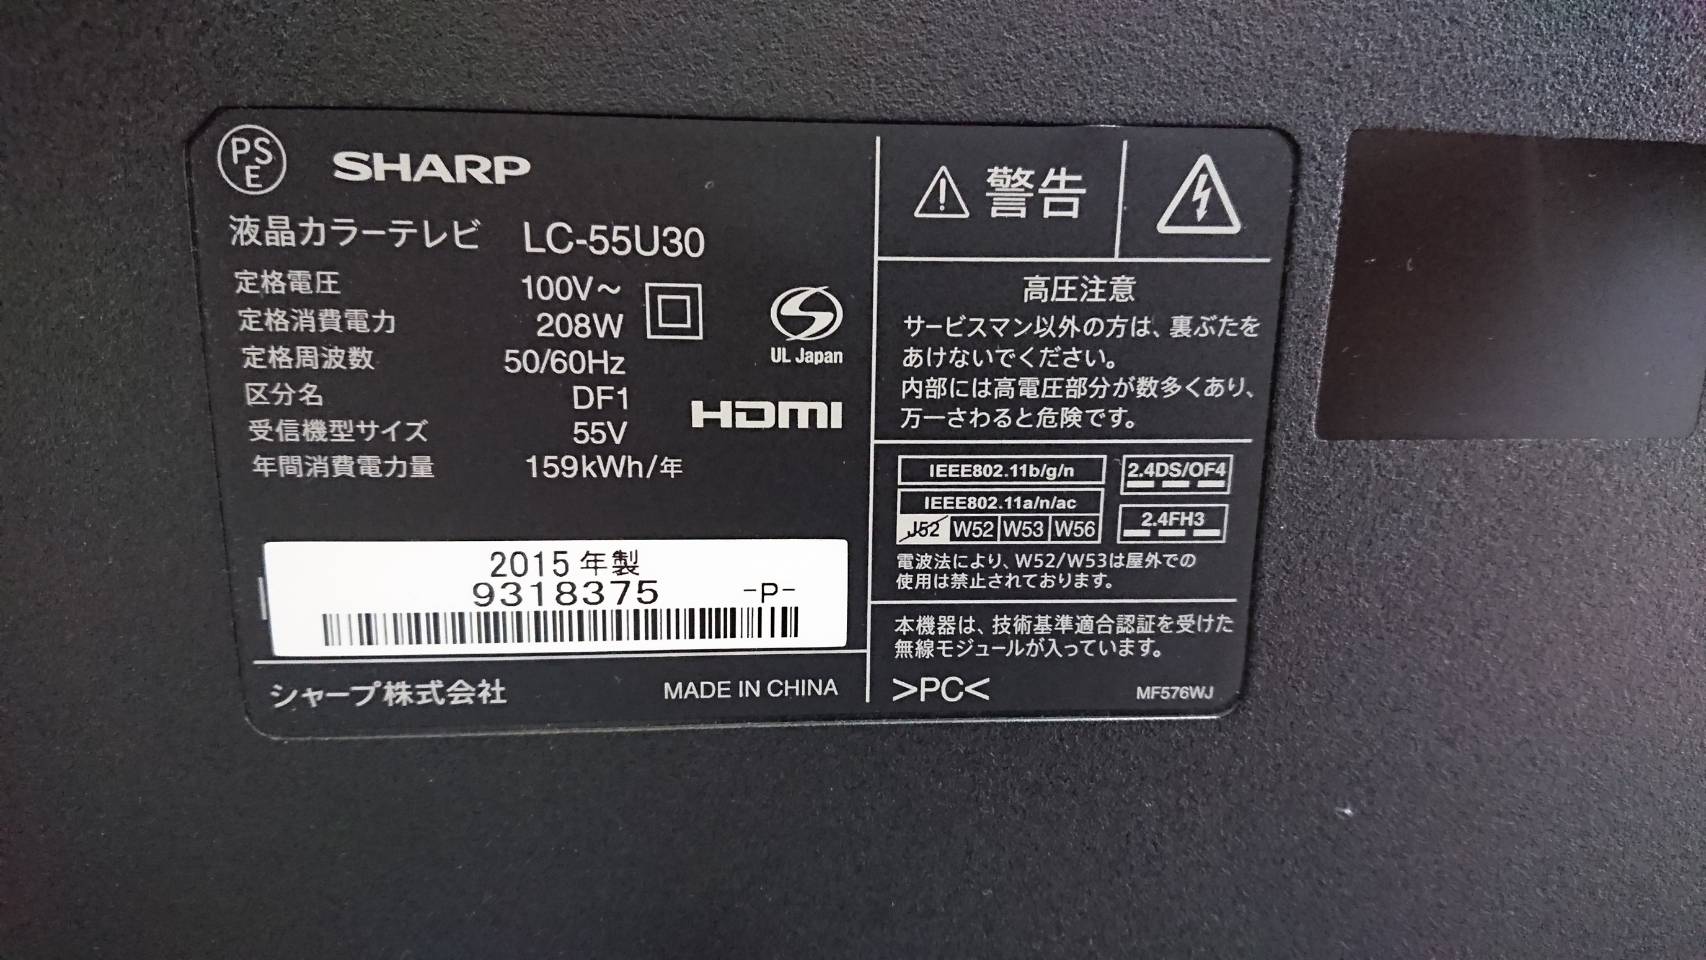 PSE
SHARP
液晶カラーテレビ LC-55U30
定格電圧 100V～
定格消費電力 208W
定格周波数 50/60Hz
区分名 DF1
受信機型サイズ 55V
年間消費電力量 159kWh/年
UL Japan
HDMI
2015年製
9318375 -P-
シャープ株式会社 MADE IN CHINA
警告
高圧注意
サービスマン以外の方は、裏ぶたを
あけないでください。
内部には高電圧部分が数多くあり、
万一さわると危険です。
IEEE802.11b/g/n 2.4DS/OF4
IEEE802.11a/n/ac
J52 W52 W53 W56 2.4FH3
電波法により、W52/W53は屋外での
使用は禁止されております。
本機器は、技術基準適合認証を受けた
無線モジュールが入っています。
>PC< MF576WJ